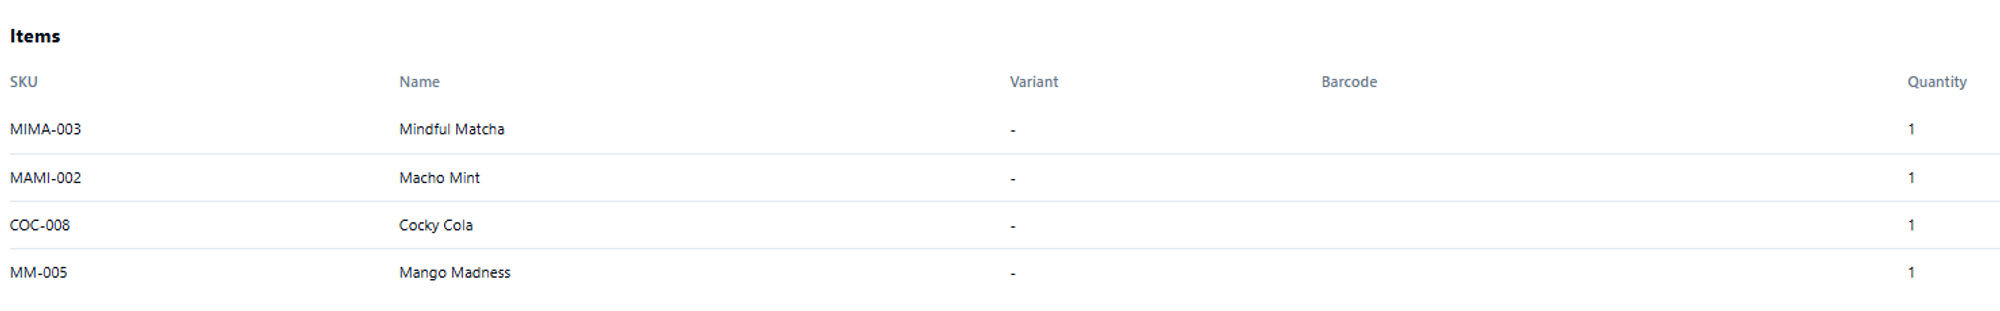 Items
SKU Name Variant Barcode Quantity
MIMA-003 Mindful Matcha - 1
MAMI-002 Macho Mint - 1
COC-008 Cocky Cola - 1
MM-005 Mango Madness - 1